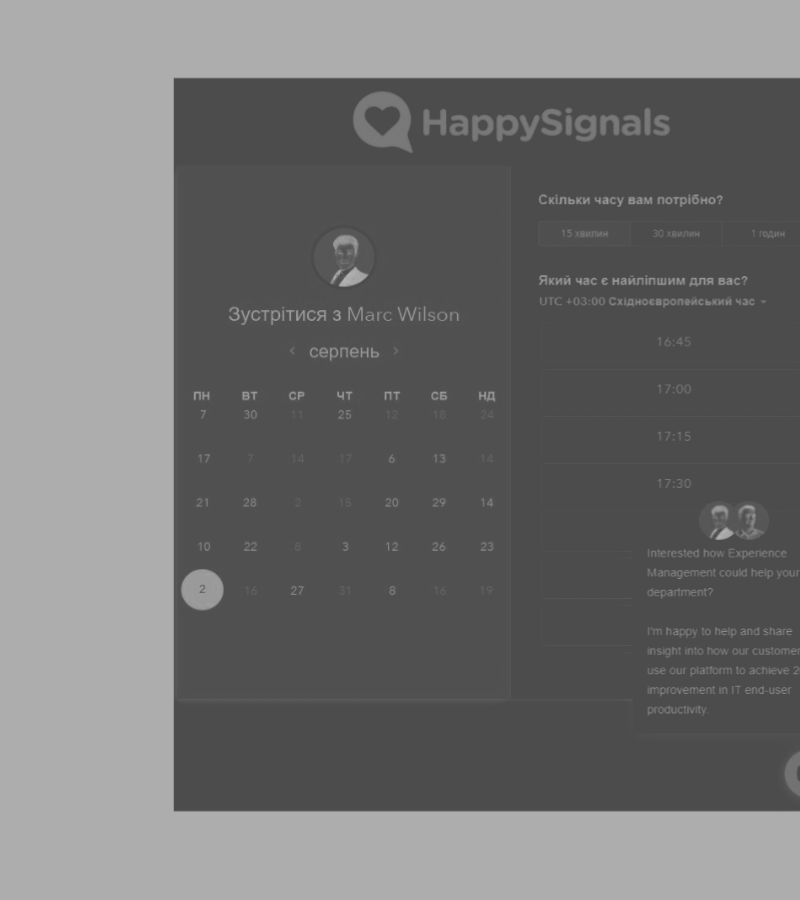 HappySignals
Зустрітися з Marc Wilson
серпень
ПН ВТ СР ЧТ ПТ СБ НД
7 30 11 25 12 18 24
17 7 14 17 6 13 14
21 28 2 15 20 29 14
10 22 6 3 12 26 23
2 16 27 31 8 16 19
Скільки часу вам потрібно?
15 хвилин 30 хвилин 1 годин
Який час є найліпшим для вас?
UTC +03:00 Східноєвропейський час
16:45
17:00
17:15
17:30
Interested how Experience
Management could help your
department?
I'm happy to help and share
insight into how our customer
use our platform to achieve 2
improvement in IT end-user
productivity.